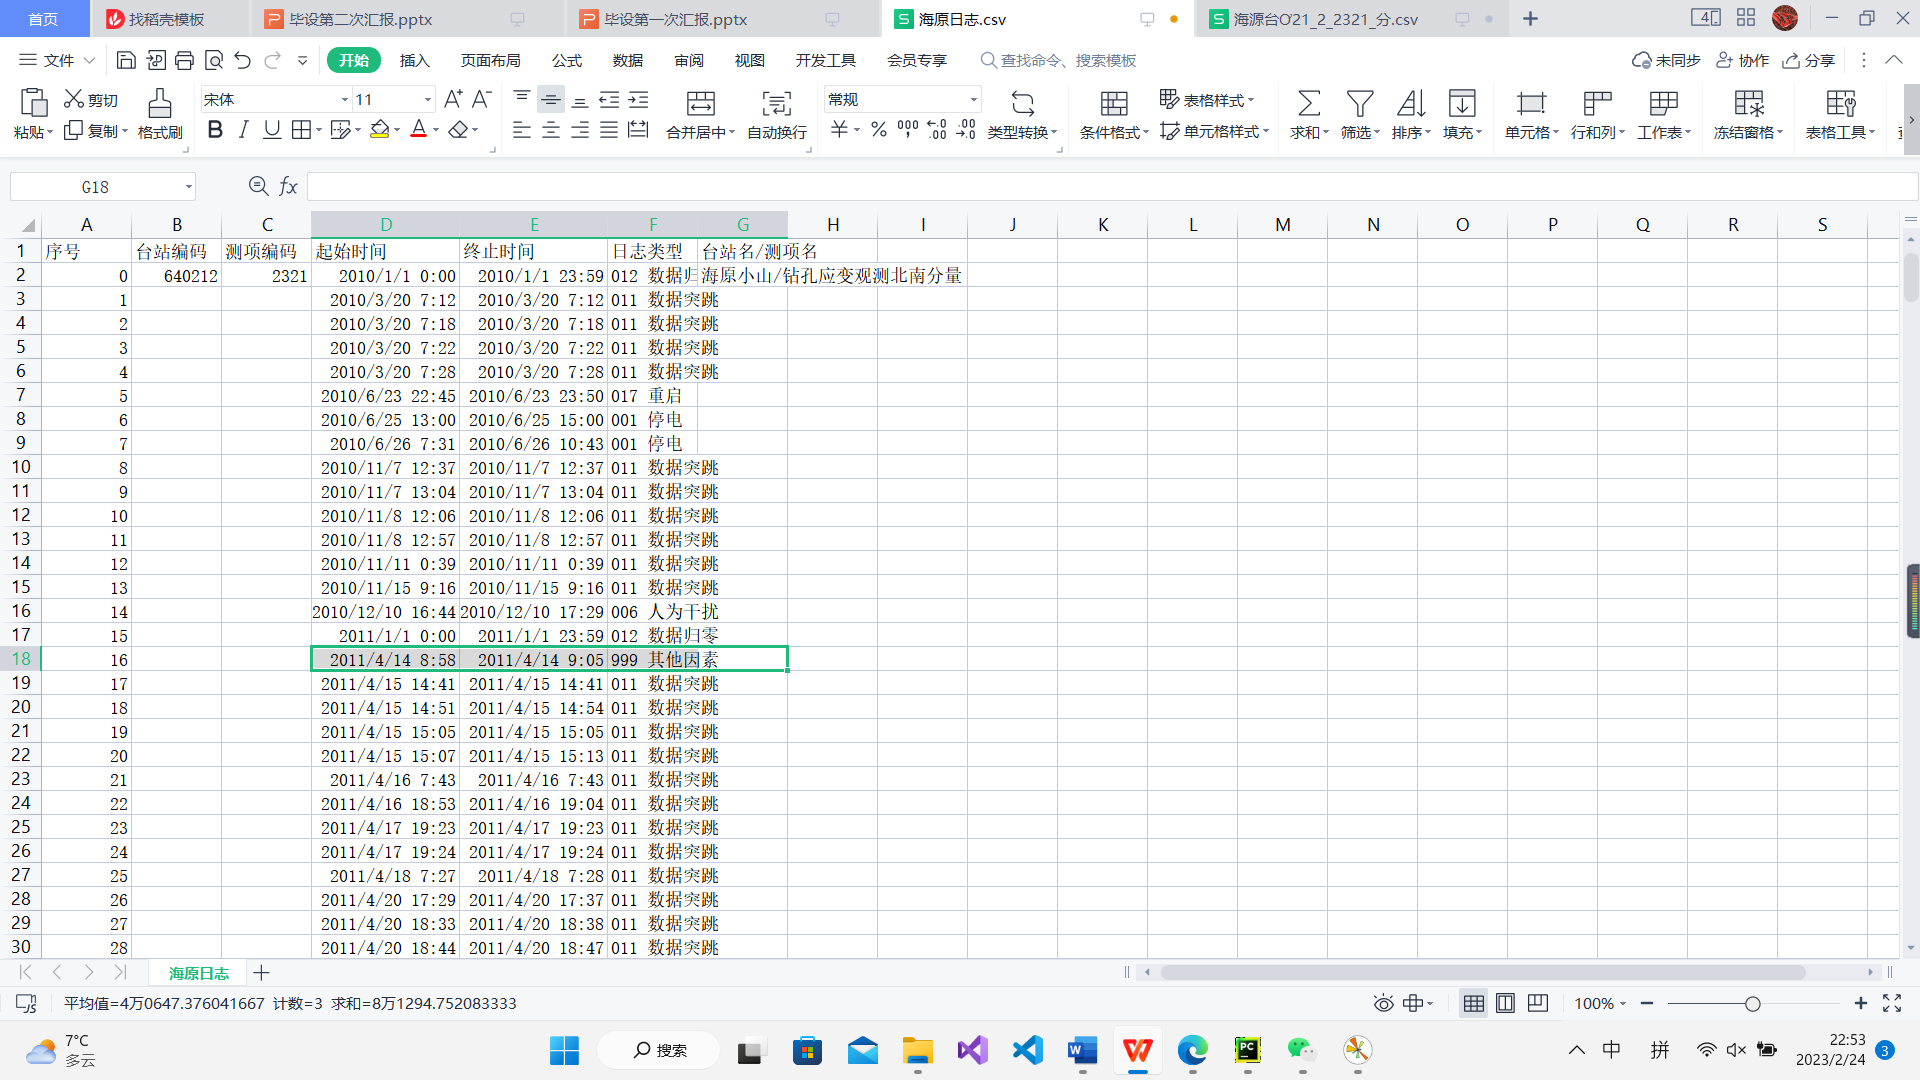 首页 找稻壳模板 毕设第二次汇报.pptx 毕设第一次汇报.pptx 海原日志.csv 海源台Ơ21_2_2321_分.csv
文件 开始 插入 页面布局 公式 数据 审阅 视图 开发工具 会员专享 查找命令、搜索模板 未同步 协作 分享
粘贴 剪切 复制 格式刷 宋体 11 合并居中 自动换行 常规 类型转换 条件格式 表格样式 单元格样式 求和 筛选 排序 填充 单元格 行和列 工作表 冻结窗格 表格工具
G18
A B C D E F G H I J K L M N O P Q R S
1 序号 台站编码 测项编码 起始时间 终止时间 日志类型 台站名/测项名
2 0 640212 2321 2010/1/1 0:00 2010/1/1 23:59 012 数据归 海原小山/钻孔应变观测北南分量
3 1 2010/3/20 7:12 2010/3/20 7:12 011 数据突跳
4 2 2010/3/20 7:18 2010/3/20 7:18 011 数据突跳
5 3 2010/3/20 7:22 2010/3/20 7:22 011 数据突跳
6 4 2010/3/20 7:28 2010/3/20 7:28 011 数据突跳
7 5 2010/6/23 22:45 2010/6/23 23:50 017 重启
8 6 2010/6/25 13:00 2010/6/25 15:00 001 停电
9 7 2010/6/26 7:31 2010/6/26 10:43 001 停电
10 8 2010/11/7 12:37 2010/11/7 12:37 011 数据突跳
11 9 2010/11/7 13:04 2010/11/7 13:04 011 数据突跳
12 10 2010/11/8 12:06 2010/11/8 12:06 011 数据突跳
13 11 2010/11/8 12:57 2010/11/8 12:57 011 数据突跳
14 12 2010/11/11 0:39 2010/11/11 0:39 011 数据突跳
15 13 2010/11/15 9:16 2010/11/15 9:16 011 数据突跳
16 14 2010/12/10 16:44 2010/12/10 17:29 006 人为干扰
17 15 2011/1/1 0:00 2011/1/1 23:59 012 数据归零
18 16 2011/4/14 8:58 2011/4/14 9:05 999 其他因素
19 17 2011/4/15 14:41 2011/4/15 14:41 011 数据突跳
20 18 2011/4/15 14:51 2011/4/15 14:54 011 数据突跳
21 19 2011/4/15 15:05 2011/4/15 15:05 011 数据突跳
22 20 2011/4/15 15:07 2011/4/15 15:13 011 数据突跳
23 21 2011/4/16 7:43 2011/4/16 7:43 011 数据突跳
24 22 2011/4/16 18:53 2011/4/16 19:04 011 数据突跳
25 23 2011/4/17 19:23 2011/4/17 19:23 011 数据突跳
26 24 2011/4/17 19:24 2011/4/17 19:24 011 数据突跳
27 25 2011/4/18 7:27 2011/4/18 7:28 011 数据突跳
28 26 2011/4/20 17:29 2011/4/20 17:37 011 数据突跳
29 27 2011/4/20 18:33 2011/4/20 18:38 011 数据突跳
30 28 2011/4/20 18:44 2011/4/20 18:47 011 数据突跳
海原日志
平均值=4万0647.376041667 计数=3 求和=8万1294.752083333 100%
7°C
多云
搜索
中 拼
22:53
2023/2/24
3